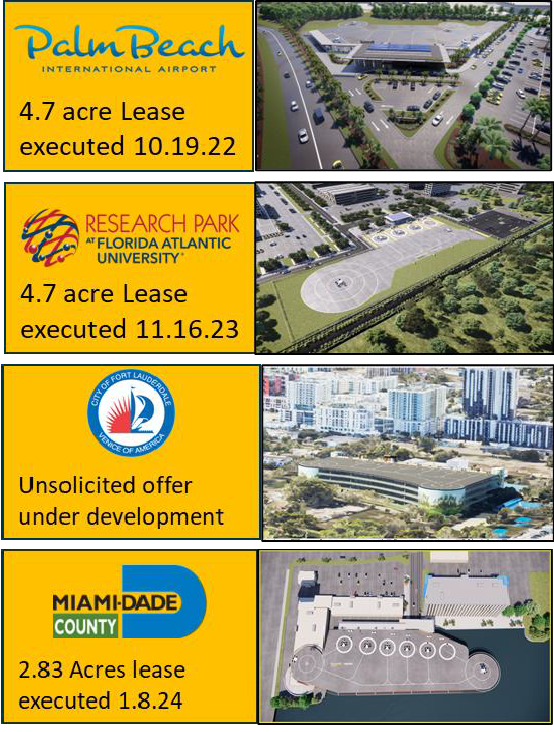 Palm Beach
INTERNATIONAL AIRPORT
4.7 acre Lease
executed 10.19.22
RESEARCH PARK
AT FLORIDA ATLANTIC
UNIVERSITY®
4.7 acre Lease
executed 11.16.23
CITY OF FORT LAUDERDALE
VENICE OF AMERICA
Unsolicited offer
under development
MIAMI-DADE
COUNTY
2.83 Acres lease
executed 1.8.24